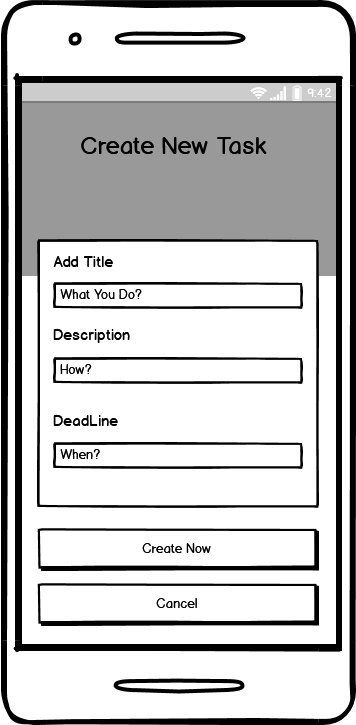 9:42
Create New Task
Add Title
What You Do?
Description
How?
DeadLine
When?
Create Now
Cancel